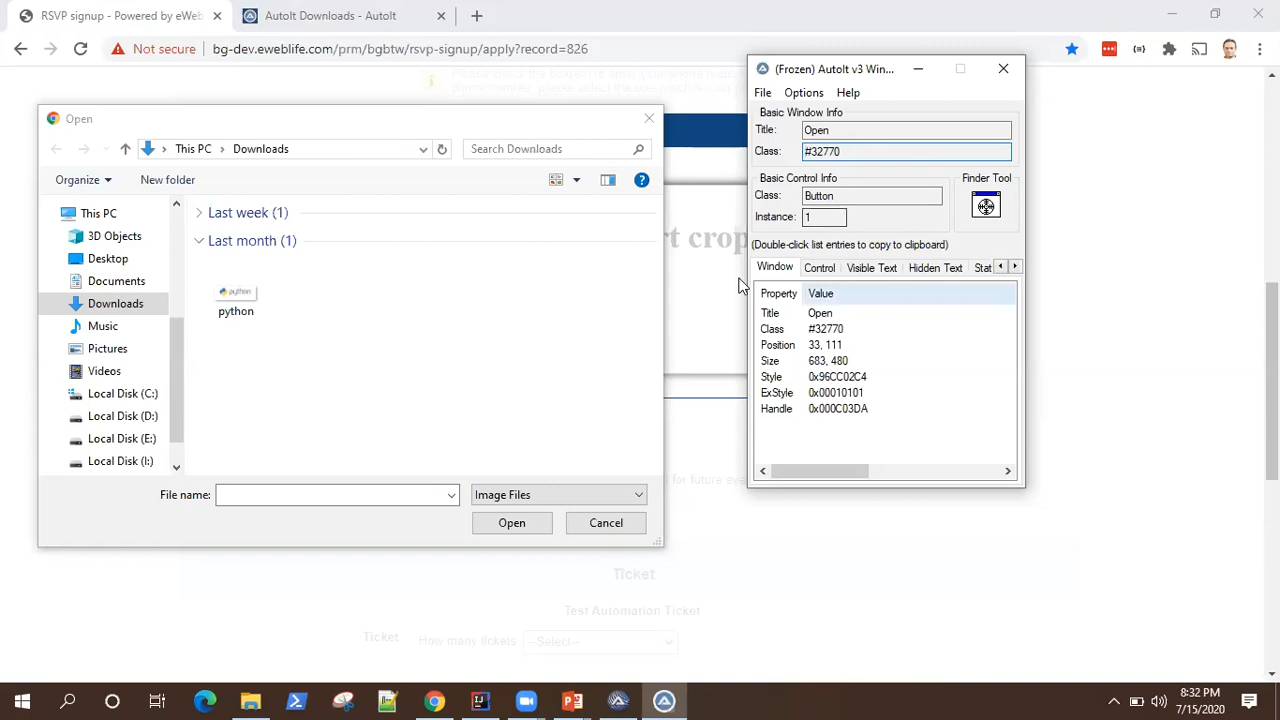 RSVP signup - Powered by eWeb
AutoIt Downloads - AutoIt
Not secure
bg-dev.eweblife.com/prm/bgbtw/rsvp-signup/apply?record=826
Open
This PC
Downloads
Search Downloads
Organize
New folder
This PC
3D Objects
Desktop
Documents
Downloads
Music
Pictures
Videos
Local Disk (C:)
Local Disk (D:)
Local Disk (E:)
Local Disk (I:)
Last week (1)
Last month (1)
python
python
File name:
Image Files
Open
Cancel
rt crop
for future eve
(Frozen) AutoIt v3 Win...
File
Options
Help
Basic Window Info
Title:
Open
Class:
#32770
Basic Control Info
Class:
Button
Instance:
1
Finder Tool
(Double-click list entries to copy to clipboard)
Window
Control
Visible Text
Hidden Text
Stat
Property
Value
Title
Open
Class
#32770
Position
33, 111
Size
683, 480
Style
0x96CC02C4
ExStyle
0x00010101
Handle
0x000C03DA
Ticket
Test Automation Ticket
Ticket
How many tickets
--Select--
8:32 PM
7/15/2020